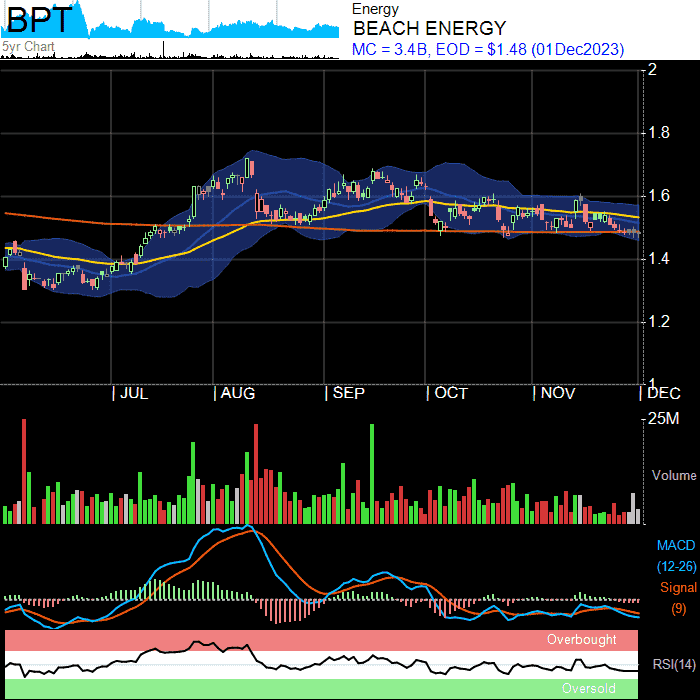 BPT
5yr Chart
Energy
BEACH ENERGY
MC = 3.4B, EOD = $1.48 (01Dec2023)
2
1.8
1.6
1.4
1.2
1
JUL AUG SEP OCT NOV DEC
25M
Volume
MACD
(12-26)
Signal
(9)
Overbought
RSI(14)
Oversold